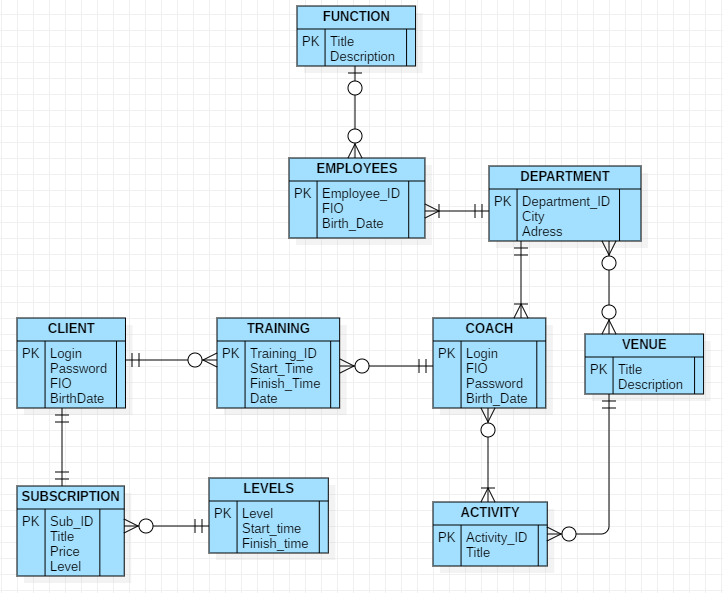 FUNCTION
PK Title
Description
EMPLOYEES
PK Employee_ID
FIO
Birth_Date
DEPARTMENT
PK Department_ID
City
Adress
CLIENT
PK Login
Password
FIO
BirthDate
TRAINING
PK Training_ID
Start_Time
Finish_Time
Date
COACH
PK Login
FIO
Password
Birth_Date
VENUE
PK Title
Description
SUBSCRIPTION
PK Sub_ID
Title
Price
Level
LEVELS
PK Level
Start_time
Finish_time
ACTIVITY
PK Activity_ID
Title